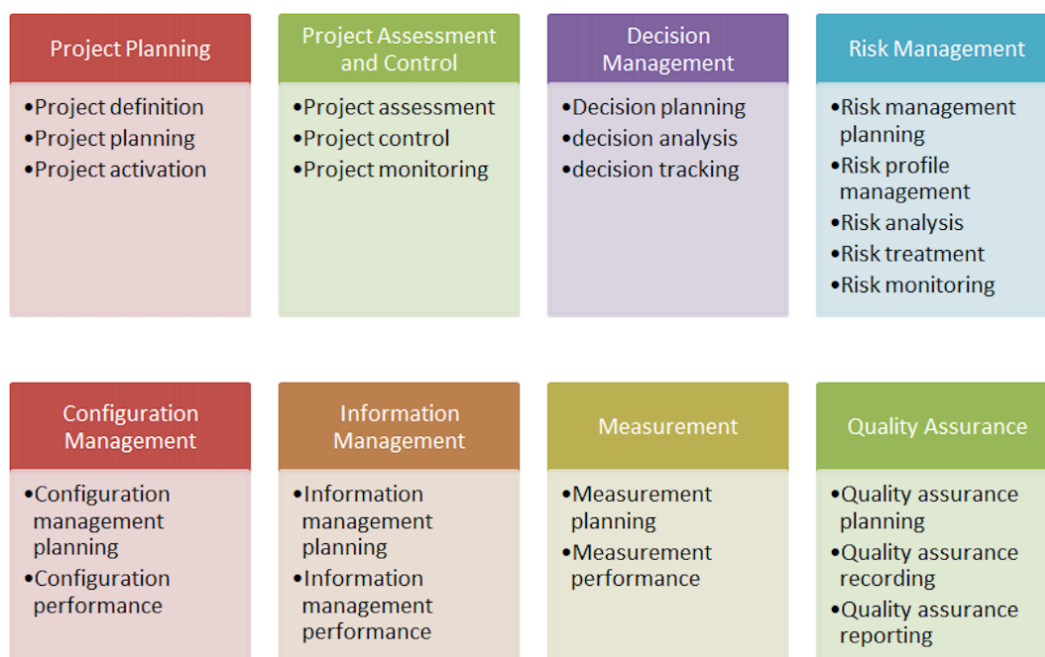 Project Planning
•Project definition
•Project planning
•Project activation
Project Assessment
and Control
•Project assessment
•Project control
•Project monitoring
Decision
Management
•Decision planning
•decision analysis
•decision tracking
Risk Management
•Risk management
planning
•Risk profile
management
•Risk analysis
•Risk treatment
•Risk monitoring
Configuration
Management
•Configuration
management
planning
•Configuration
performance
Information
Management
•Information
management
planning
•Information
management
performance
Measurement
•Measurement
planning
•Measurement
performance
Quality Assurance
•Quality assurance
planning
•Quality assurance
recording
•Quality assurance
reporting